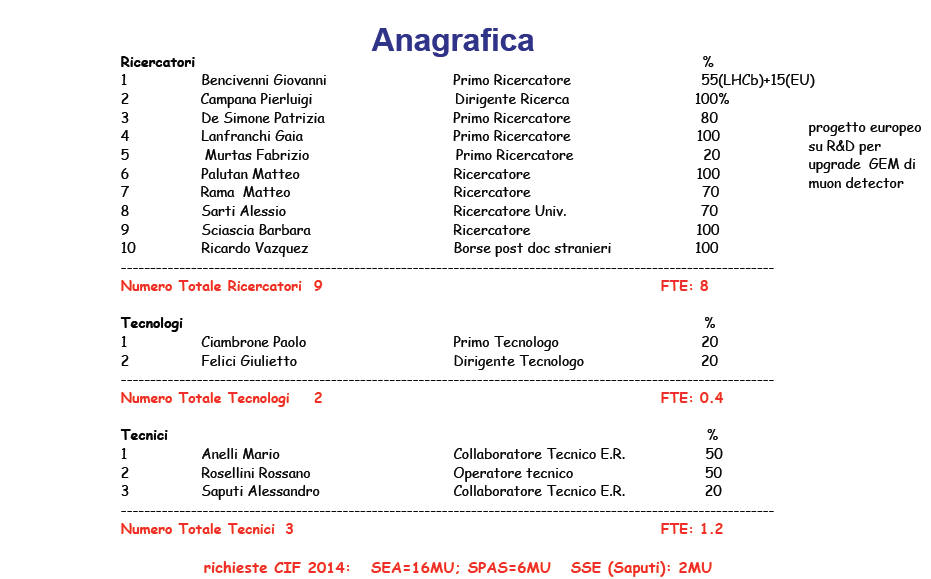 Anagrafica
Ricercatori %
1 Bencivenni Giovanni Primo Ricercatore 55(LHCb)+15(EU)
2 Campana Pierluigi Dirigente Ricerca 100%
3 De Simone Patrizia Primo Ricercatore 80
4 Lanfranchi Gaia Primo Ricercatore 100
5 Murtas Fabrizio Primo Ricercatore 20
6 Palutan Matteo Ricercatore 100
7 Rama Matteo Ricercatore 70
8 Sarti Alessio Ricercatore Univ. 70
9 Sciascia Barbara Ricercatore 100
10 Ricardo Vazquez Borse post doc stranieri 100
progetto europeo
su R&D per
upgrade GEM di
muon detector
Numero Totale Ricercatori 9 FTE: 8
Tecnologi %
1 Ciambrone Paolo Primo Tecnologo 20
2 Felici Giulietto Dirigente Tecnologo 20
Numero Totale Tecnologi 2 FTE: 0.4
Tecnici %
1 Anelli Mario Collaboratore Tecnico E.R. 50
2 Rosellini Rossano Operatore tecnico 50
3 Saputi Alessandro Collaboratore Tecnico E.R. 20
Numero Totale Tecnici 3 FTE: 1.2
richieste CIF 2014: SEA=16MU; SPAS=6MU SSE (Saputi): 2MU